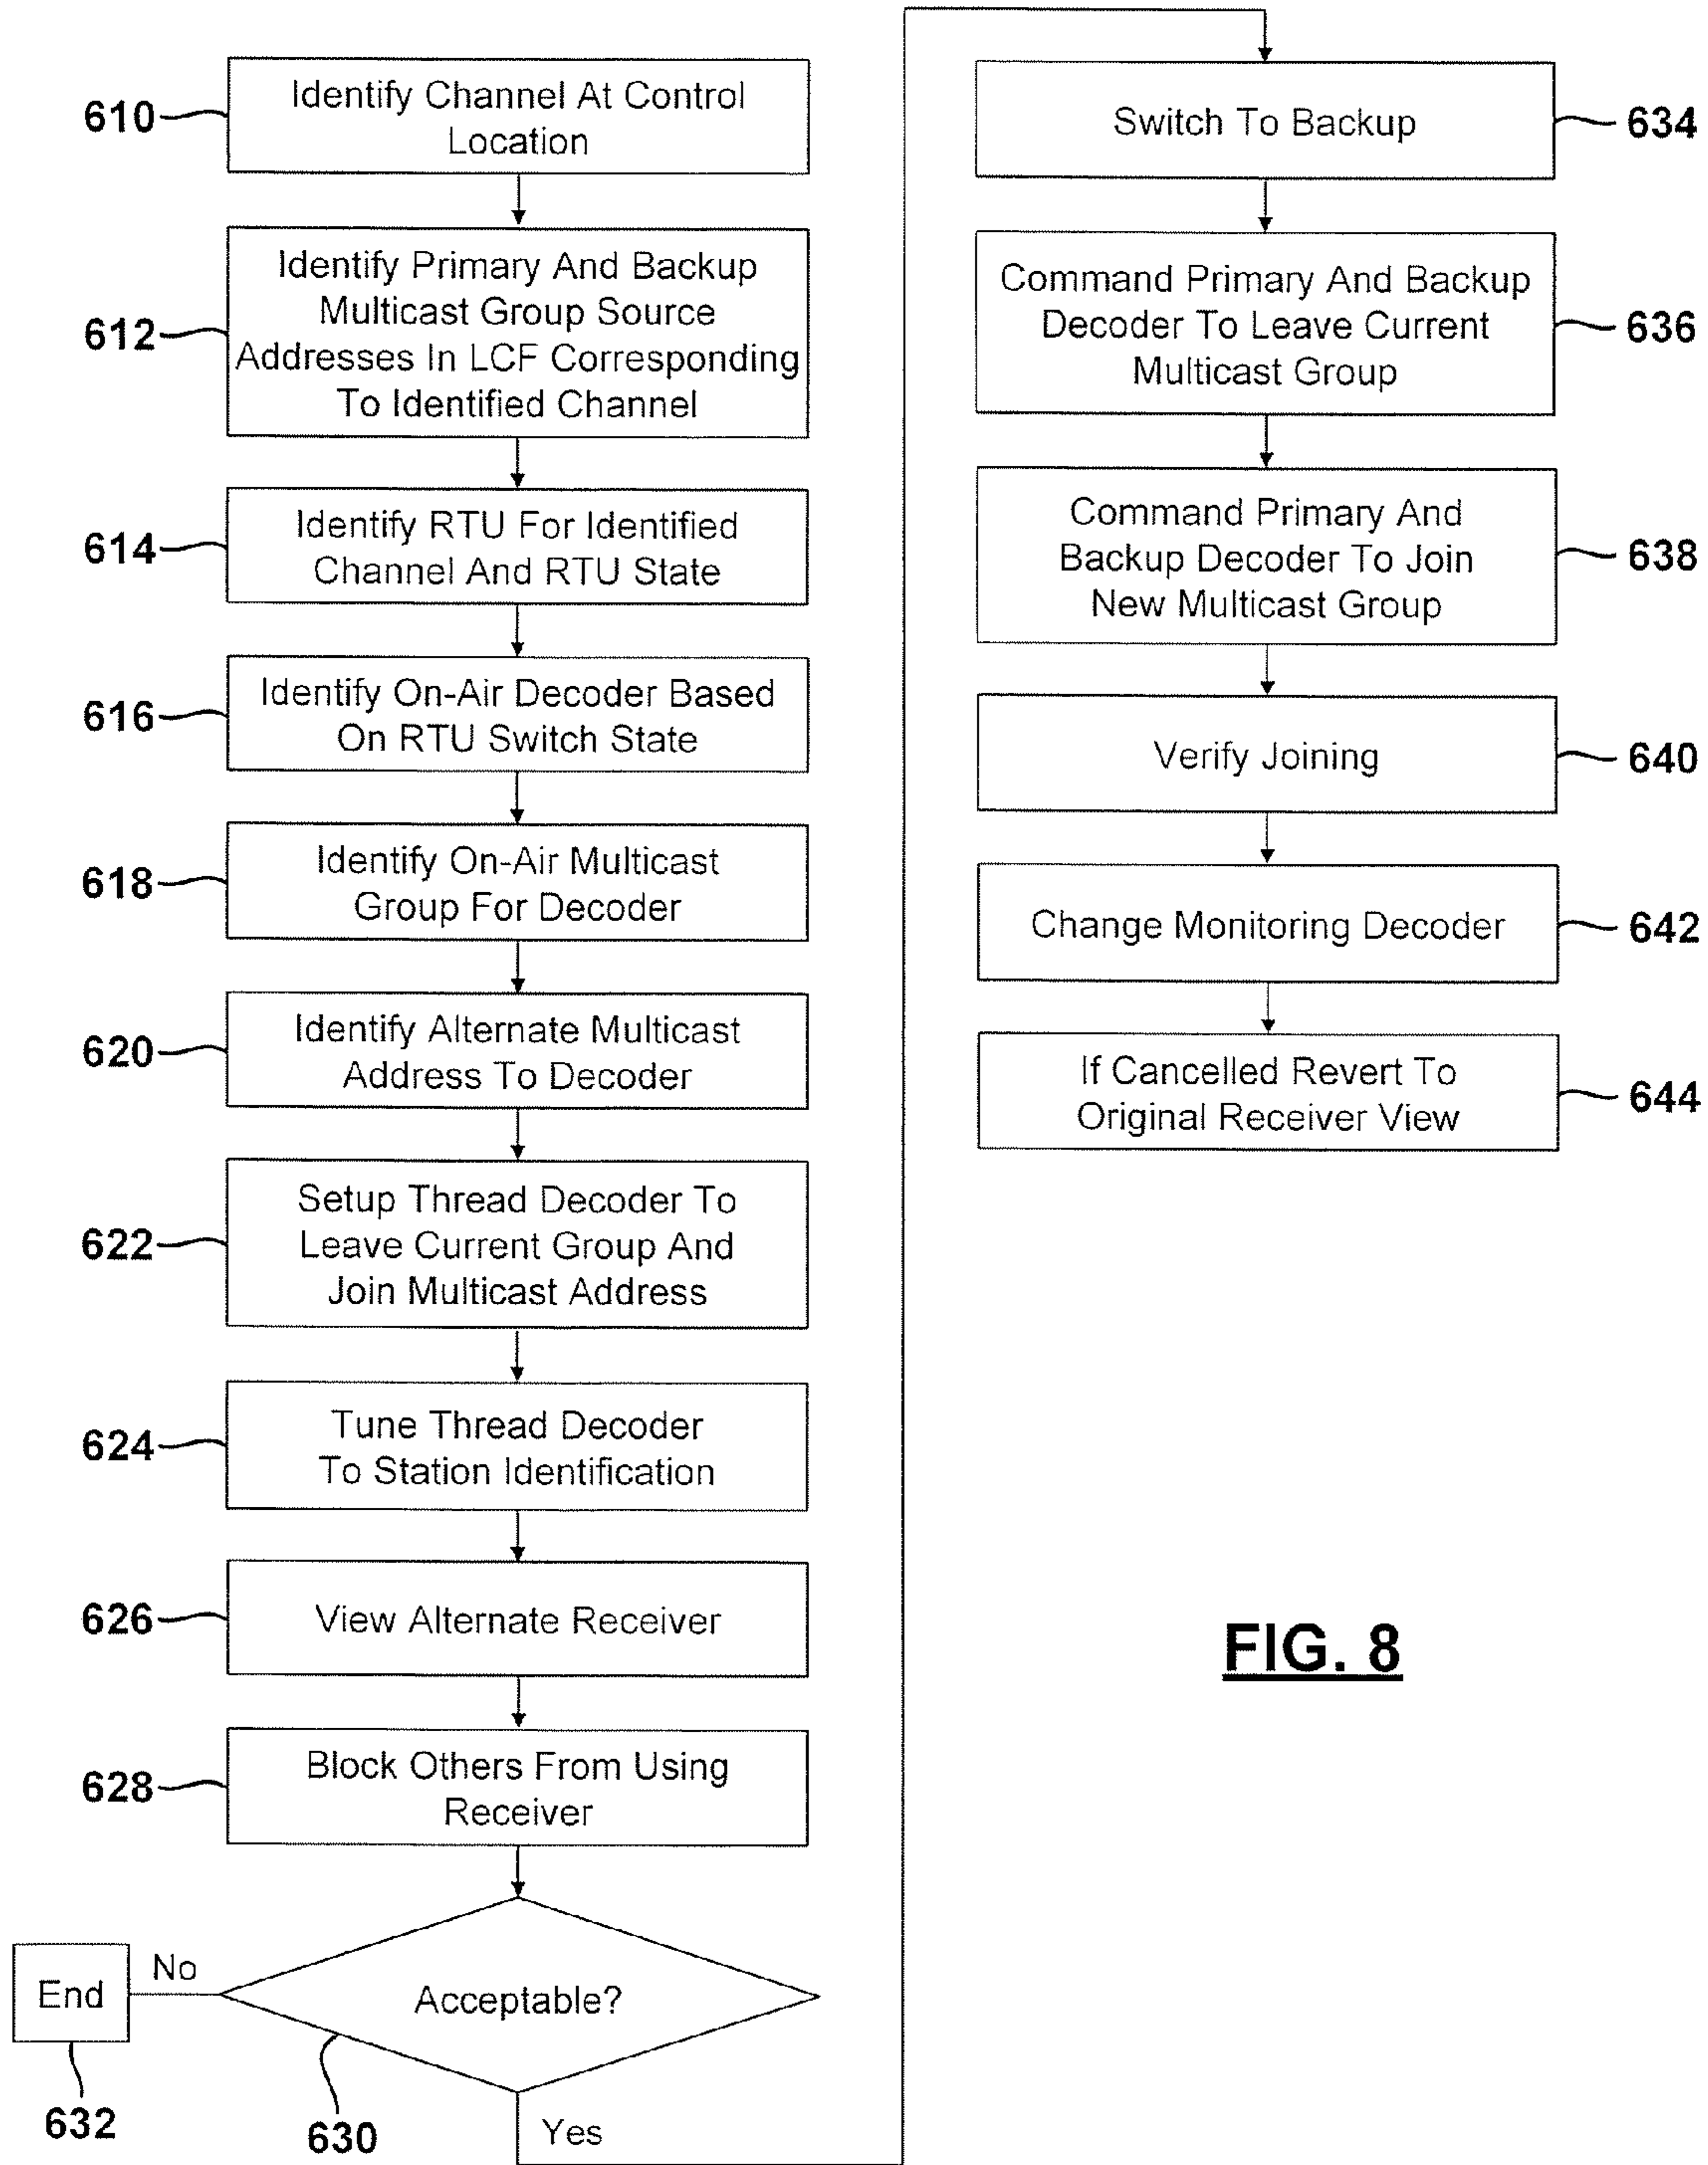 610
Identify Channel At Control
Location
612
Identify Primary And Backup
Multicast Group Source
Addresses In LCF Corresponding
To Identified Channel
614
Identify RTU For Identified
Channel And RTU State
616
Identify On-Air Decoder Based
On RTU Switch State
618
Identify On-Air Multicast
Group For Decoder
620
Identify Alternate Multicast
Address To Decoder
622
Setup Thread Decoder To
Leave Current Group And
Join Multicast Address
624
Tune Thread Decoder
To Station Identification
626
View Alternate Receiver
628
Block Others From Using
Receiver
Acceptable?
630
No
End
632
Yes
Switch To Backup
634
Command Primary And Backup
Decoder To Leave Current
Multicast Group
636
Command Primary And
Backup Decoder To Join
New Multicast Group
638
Verify Joining
640
Change Monitoring Decoder
642
If Cancelled Revert To
Original Receiver View
644
FIG. 8